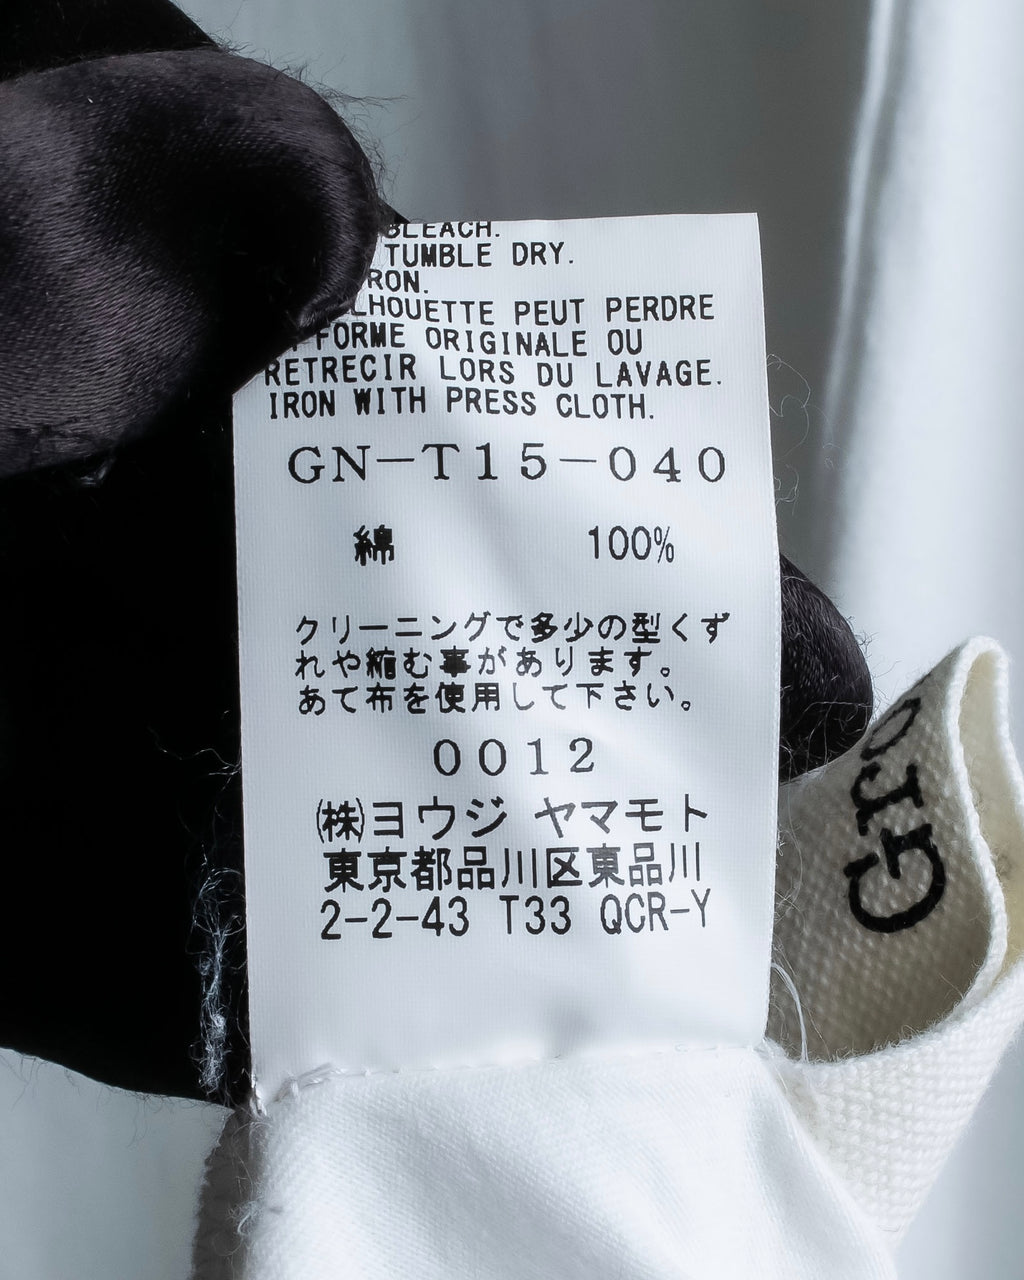 BLEACH.
TUMBLE DRY.
RON.
LHOUETTE PEUT PERDRE
FORME ORIGINALE OU
RETRECIR LORS DU LAVAGE.
IRON WITH PRESS CLOTH.
GN-T15-040
綿 100%
クリーニングで多少の型くず
れや縮む事があります。
あて布を使用して下さい。
0012
㈱ヨウジ ヤマモト
東京都品川区東品川
2-2-43 T33 QCR-Y
Gro